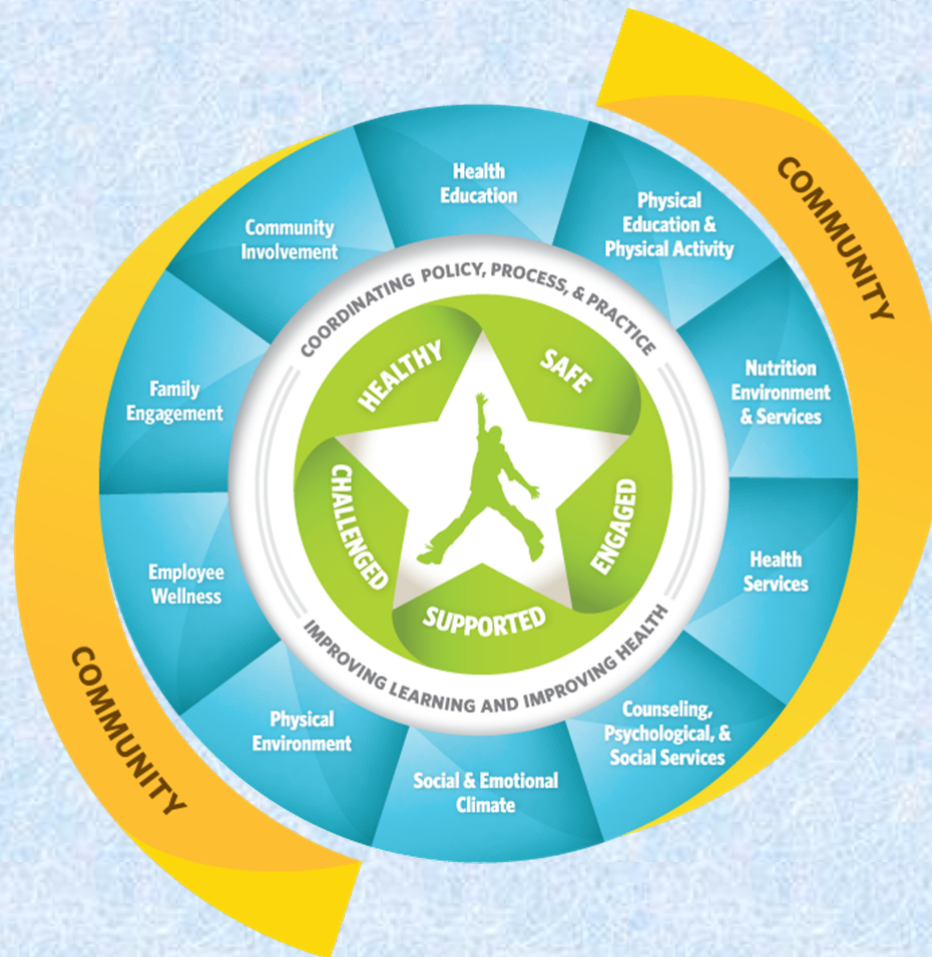 COMMUNITY
Health
Education
Physical
Education &
Physical Activity
Nutrition
Environment
& Services
Health
Services
Counseling,
Psychological, &
Social Services
Social & Emotional
Climate
Physical
Environment
Employee
Wellness
Family
Engagement
Community
Involvement
COORDINATING POLICY, PROCESS, & PRACTICE
IMPROVING LEARNING AND IMPROVING HEALTH
HEALTHY
SAFE
ENGAGED
SUPPORTED
CHALLENGED
COMMUNITY